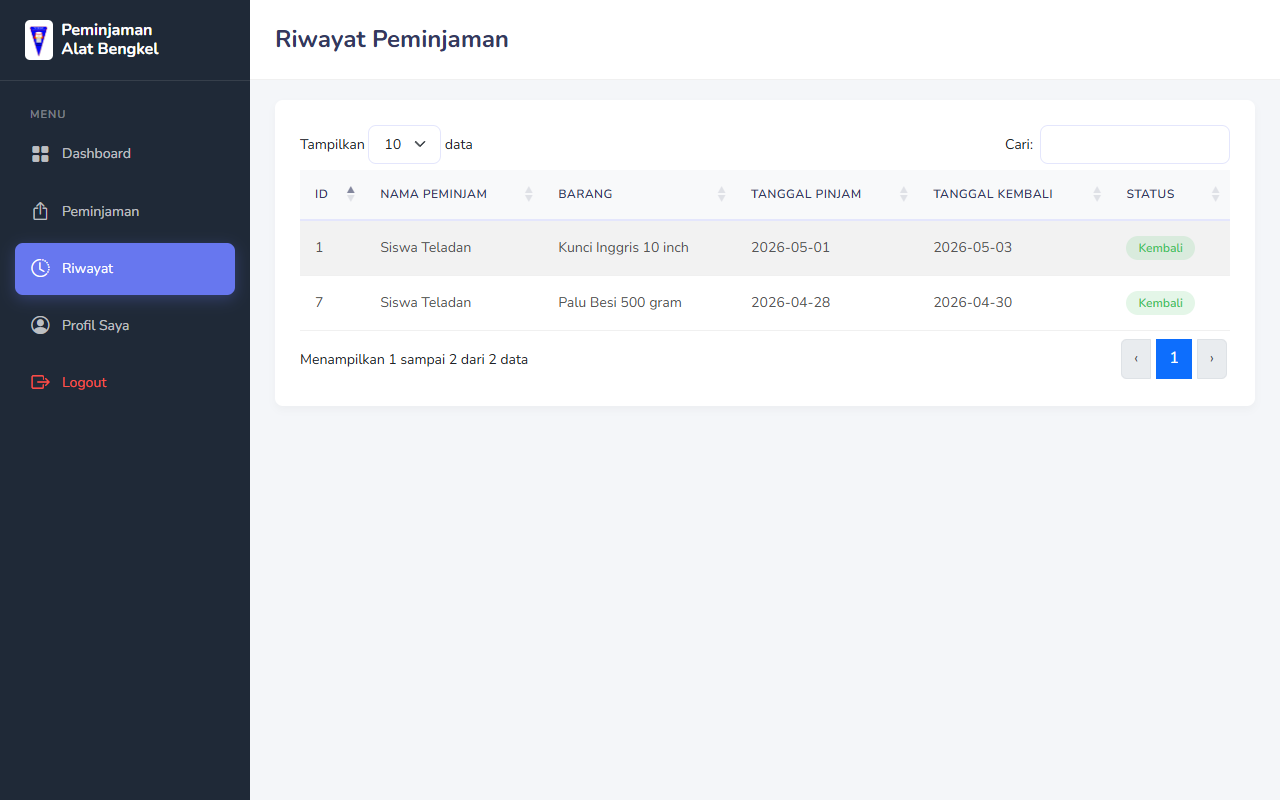 Peminjaman
Alat Bengkel
MENU
Dashboard
Peminjaman
Riwayat
Profil Saya
Logout
Riwayat Peminjaman
Tampilkan 10 data
Cari:
ID NAMA PEMINJAM BARANG TANGGAL PINJAM TANGGAL KEMBALI STATUS
1 Siswa Teladan Kunci Inggris 10 inch 2026-05-01 2026-05-03 Kembali
7 Siswa Teladan Palu Besi 500 gram 2026-04-28 2026-04-30 Kembali
Menampilkan 1 sampai 2 dari 2 data
‹ 1 ›